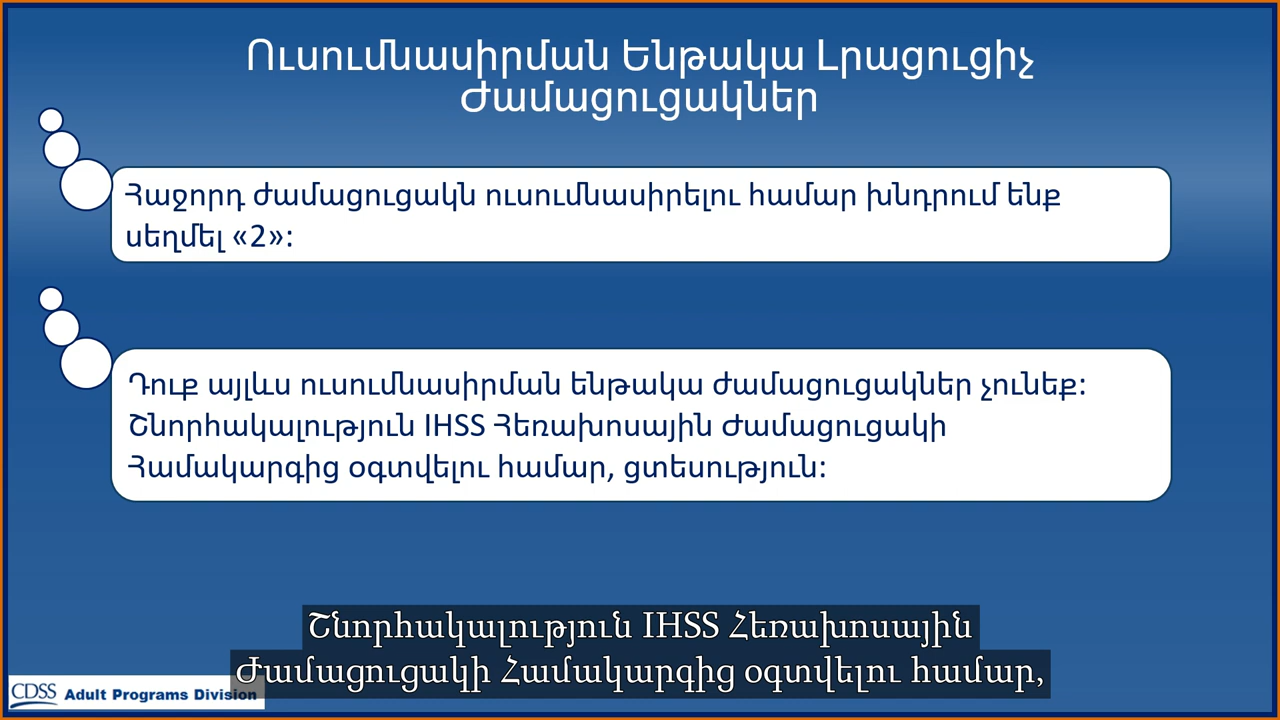 Ուսումնասիրման Ենթակա Լրացուցիչ
Ժամացուցակներ
Հաջորդ ժամացուցակն ուսումնասիրելու համար խնդրում ենք
սեղմել «2»:
Դուք այլևս ուսումնասիրման ենթակա ժամացուցակներ չունեք:
Շնորհակալություն IHSS Հեռախոսային Ժամացուցակի
Համակարգից օգտվելու համար, ցտեսություն:
Շնորհակալություն IHSS Հեռախոսային
Ժամացուցակի Համակարգից օգտվելու համար,
CDSS Adult Programs Division